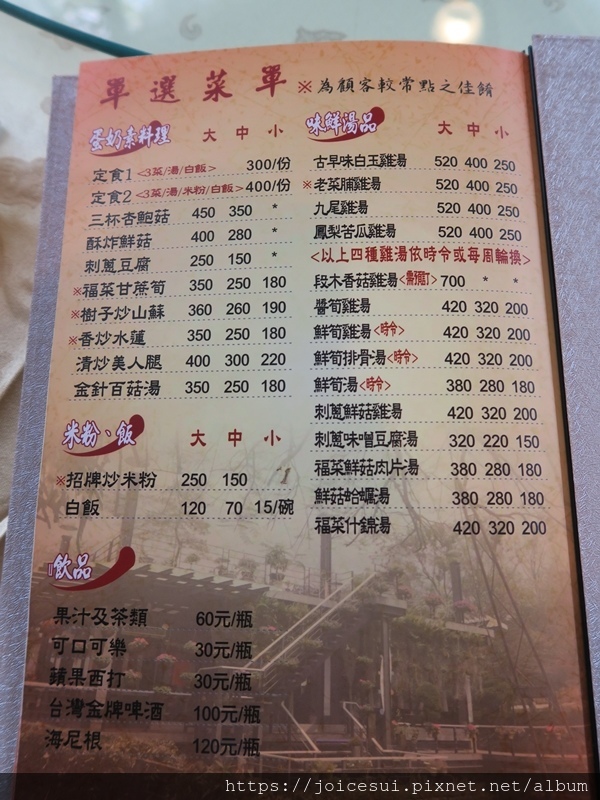 單選菜單 ※為顧客較常點之佳餚
蛋奶素料理 大 中 小
定食1 <3菜/湯/白飯> 300/份
定食2 <3菜/湯/米粉/白飯> 400/份
三杯杏鮑菇 450 350 *
酥炸鮮菇 400 280 *
刺蔥豆腐 250 150 *
※福菜甘蔗筍 350 250 180
※樹子炒山蘇 360 260 190
※香炒水蓮 350 250 180
清炒美人腿 400 300 220
金針百菇湯 350 250 180
米粉、飯 大 中 小
※招牌炒米粉 250 150
白飯 120 70 15/碗
飲品
果汁及茶類 60元/瓶
可口可樂 30元/瓶
蘋果西打 30元/瓶
台灣金牌啤酒 100元/瓶
海尼根 120元/瓶
味鮮湯品 大 中 小
古早味白玉雞湯 520 400 250
※老菜脯雞湯 520 400 250
九尾雞湯 520 400 250
鳳梨苦瓜雞湯 520 400 250
<以上四種雞湯依時令或每周輪換>
段木香菇雞湯<需預訂> 700 * *
醬筍雞湯 420 320 200
鮮筍雞湯<時令> 420 320 200
鮮筍排骨湯<時令> 420 320 200
鮮筍湯<時令> 380 280 180
刺蔥鮮菇雞湯 420 320 200
刺蔥味噌豆腐湯 320 220 150
福菜鮮菇肉片湯 380 280 180
鮮菇蛤蠣湯 380 280 180
福菜什錦湯 420 320 200
https://joicesui.pixnet.net/album